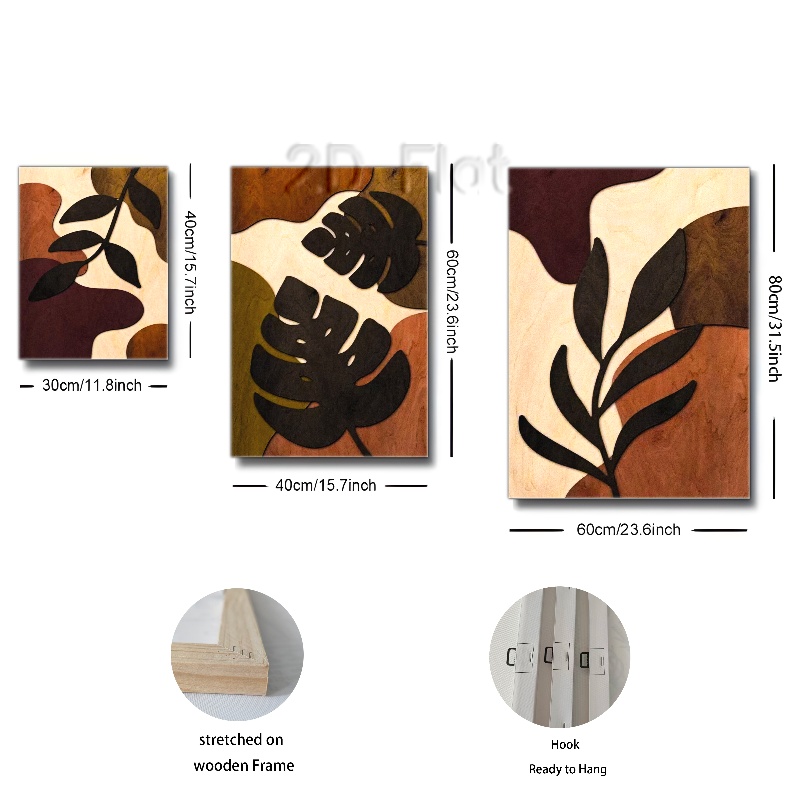 2D Flat
40cm/15.7inch
30cm/11.8inch
60cm/23.6inch
40cm/15.7inch
80cm/31.5inch
60cm/23.6inch
stretched on
wooden Frame
Hook
Ready to Hang